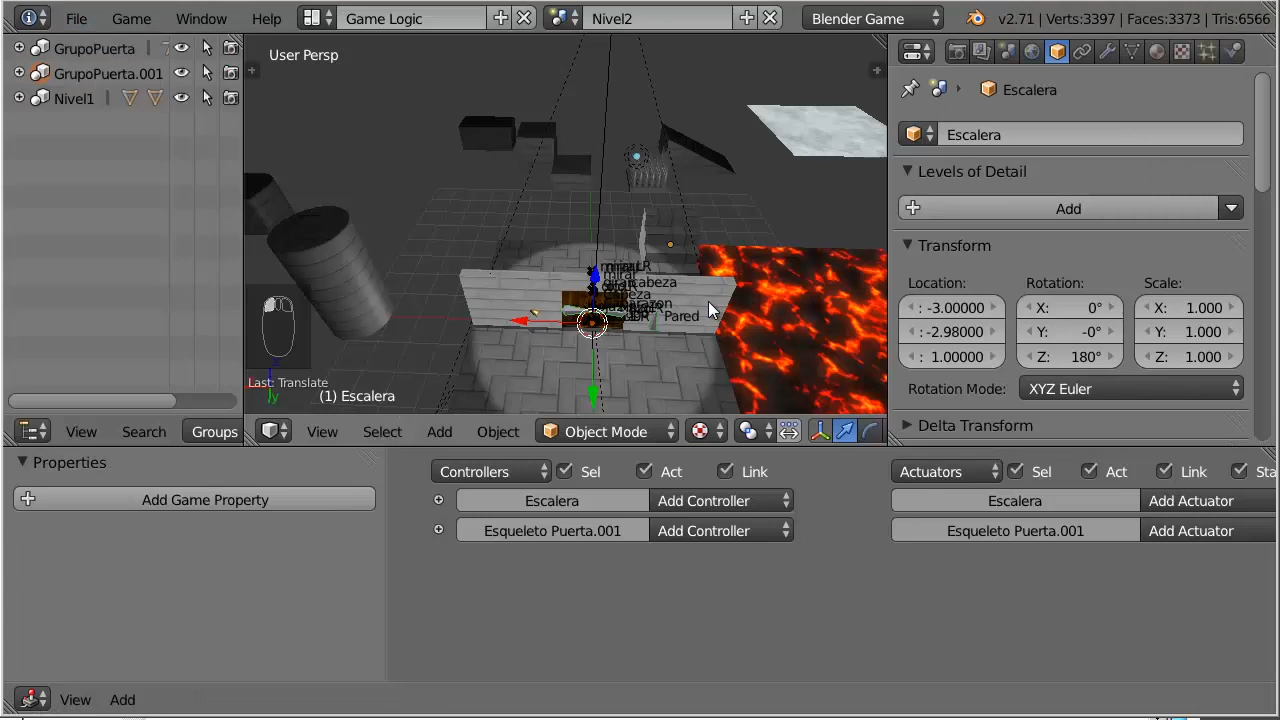 File Game Window Help Game Logic Nivel2 Blender Game v2.71 | Verts:3397 | Faces:3373 | Tris:6566
GrupoPuerta
GrupoPuerta.001
Nivel1
View Search Groups
User Persp
mirar
Pared
Last: Translate
(1) Escalera
View Select Add Object Object Mode
Escalera
Escalera
Levels of Detail
Add
Transform
Location: Rotation: Scale:
: -3.00000 X: 0° X: 1.000
: -2.98000 Y: -0° Y: 1.000
: 1.00000 Z: 180° Z: 1.000
Rotation Mode: XYZ Euler
Delta Transform
Properties
Add Game Property
Controllers Sel Act Link
Escalera Add Controller
Esqueleto Puerta.001 Add Controller
Actuators Sel Act Link Sta
Escalera Add Actuator
Esqueleto Puerta.001 Add Actuator
View Add